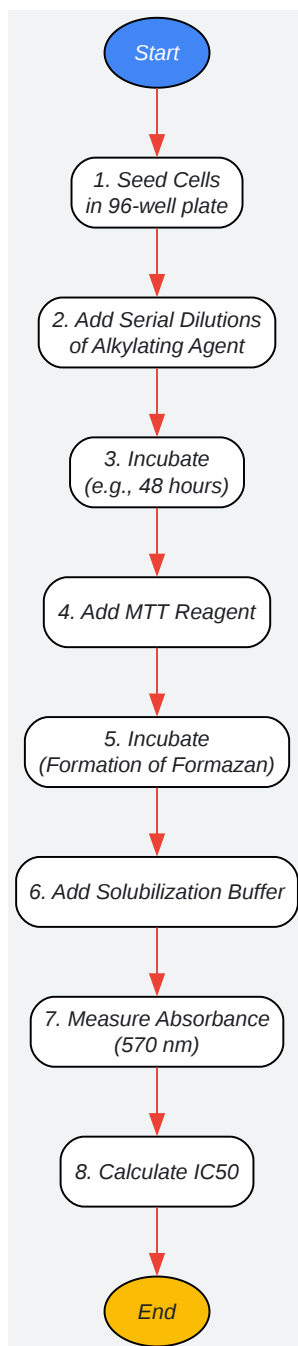 Start
1. Seed Cells
in 96-well plate
2. Add Serial Dilutions
of Alkylating Agent
3. Incubate
(e.g., 48 hours)
4. Add MTT Reagent
5. Incubate
(Formation of Formazan)
6. Add Solubilization Buffer
7. Measure Absorbance
(570 nm)
8. Calculate IC50
End